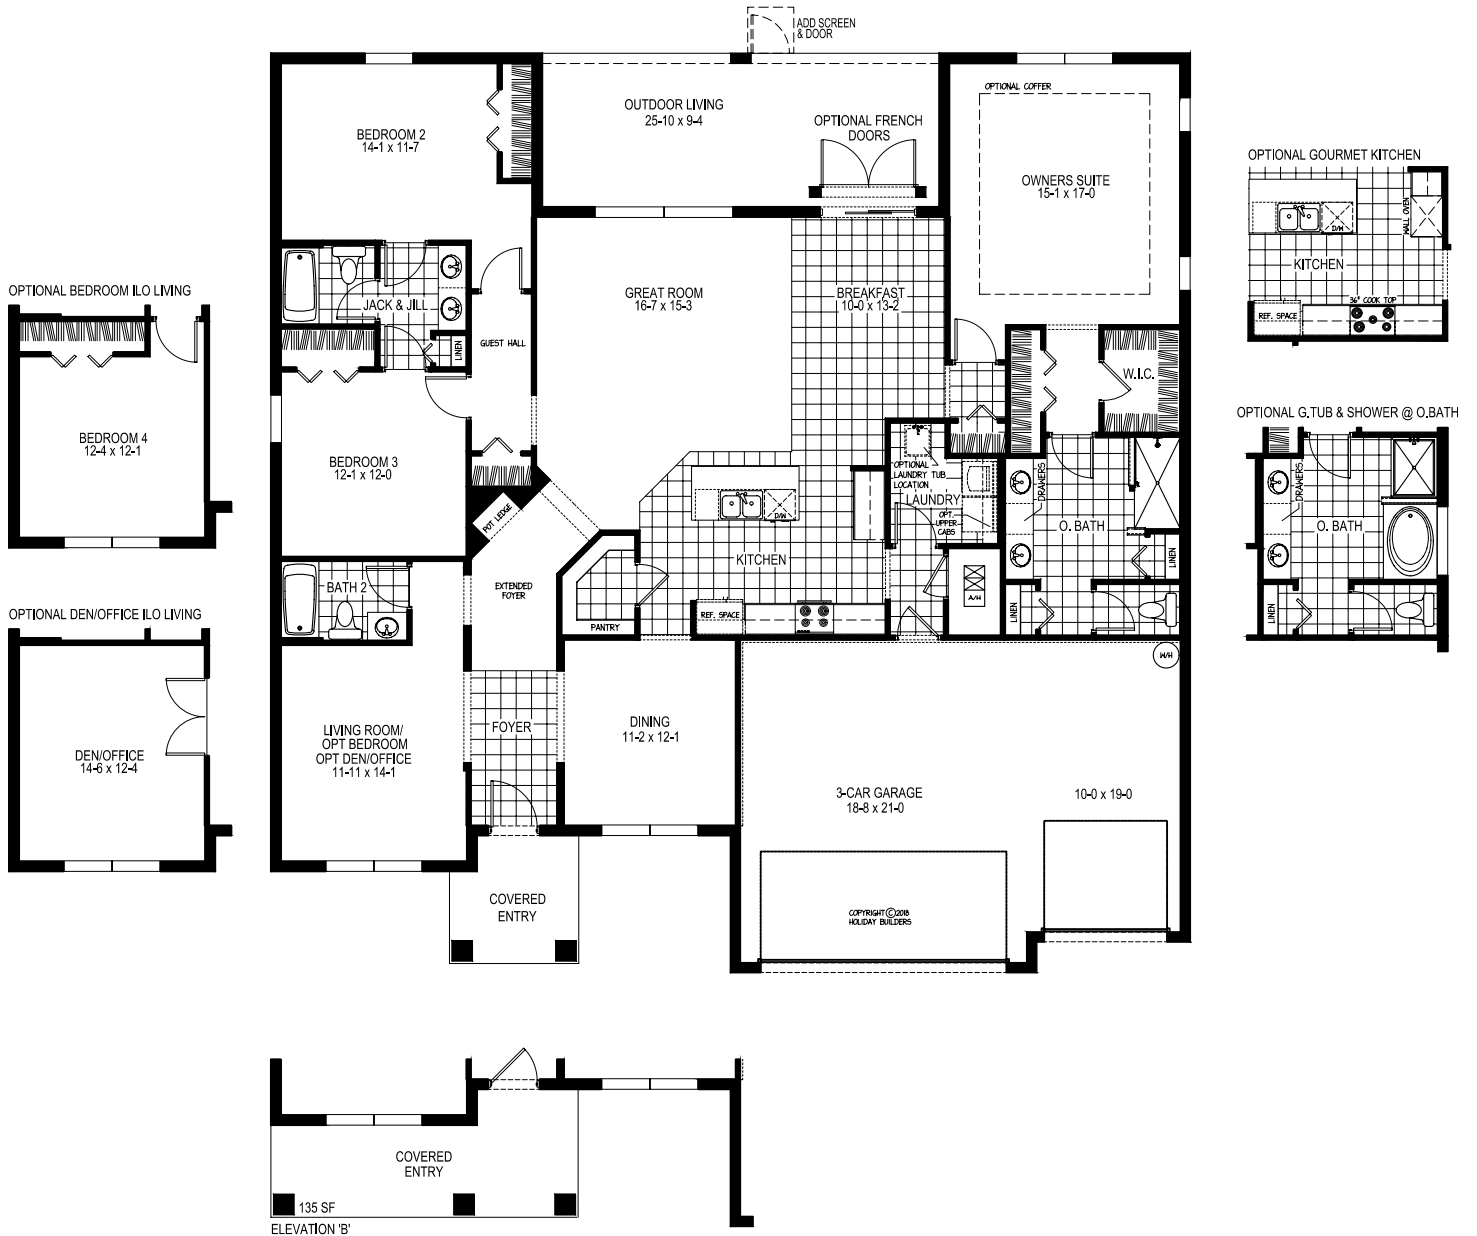 ADD SCREEN
& DOOR
OUTDOOR LIVING
25-10 x 9-4
OPTIONAL FRENCH
DOORS
OPTIONAL COFFER
OWNERS SUITE
15-1 x 17-0
BEDROOM 2
14-1 x 11-7
OPTIONAL GOURMET KITCHEN
WALL OVEN
D/W
KITCHEN
36" COOK TOP
REF. SPACE
OPTIONAL BEDROOM ILO LIVING
BEDROOM 4
12-4 x 12-1
JACK & JILL
LINEN
GUEST HALL
GREAT ROOM
16-7 x 15-3
BREAKFAST
10-0 x 13-2
W.I.C.
OPTIONAL G.TUB & SHOWER @ O.BATH
DRAWERS
O. BATH
LINEN
BEDROOM 3
12-1 x 12-0
POT LEDGE
OPTIONAL
LAUNDRY TUB
LOCATION
LAUNDRY
OPT.
UPPER
CABS
DRAWERS
O. BATH
LINEN
LINEN
D/W
KITCHEN
A/H
REF. SPACE
PANTRY
EXTENDED
FOYER
BATH 2
OPTIONAL DEN/OFFICE ILO LIVING
DEN/OFFICE
14-6 x 12-4
LIVING ROOM/
OPT BEDROOM
OPT DEN/OFFICE
11-11 x 14-1
FOYER
DINING
11-2 x 12-1
W/H
3-CAR GARAGE
18-8 x 21-0
10-0 x 19-0
COVERED
ENTRY
COPYRIGHT © 2018
HOLIDAY BUILDERS
COVERED
ENTRY
135 SF
ELEVATION 'B'